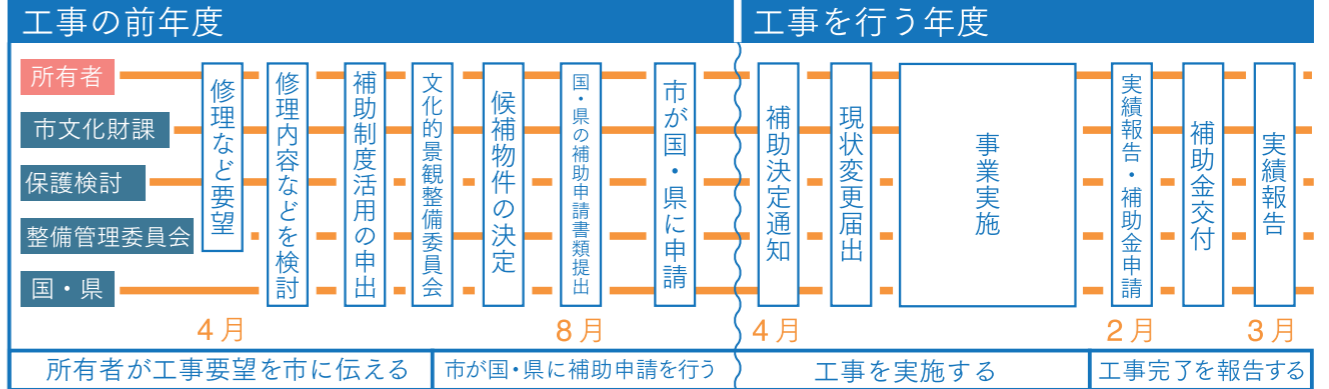 工事の前年度
工事を行う年度
所有者
市文化財課
保護検討
整備管理委員会
国・県
修理など要望
修理内容などを検討
補助制度活用の申出
文化的景観整備委員会
候補物件の決定
国・県の補助申請書類提出
市が国・県に申請
補助決定通知
現状変更届出
事業実施
実績報告・補助金申請
補助金交付
実績報告
4月
8月
4月
2月
3月
所有者が工事要望を市に伝える
市が国・県に補助申請を行う
工事を実施する
工事完了を報告する